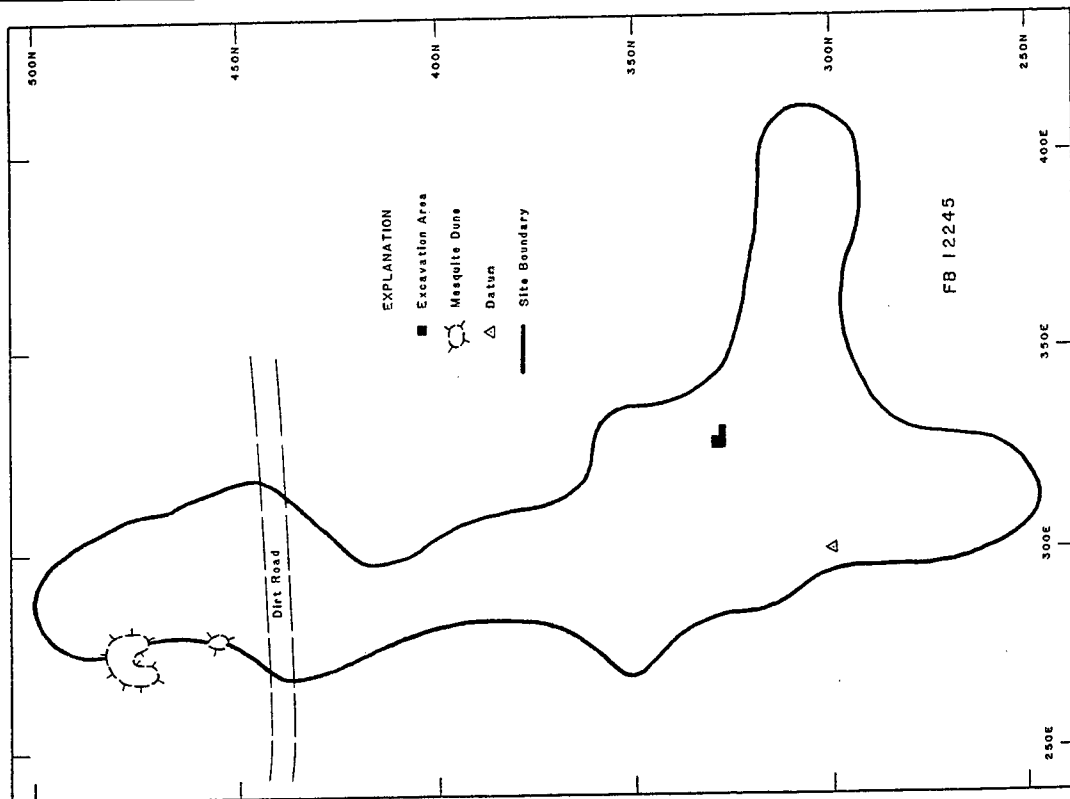 500N
450N
400N
350N
300N
250N
EXPLANATION
Excavation Area
Mesquite Dune
Datum
Site Boundary
Dirt Road
FB 12245
250E
300E
350E
400E